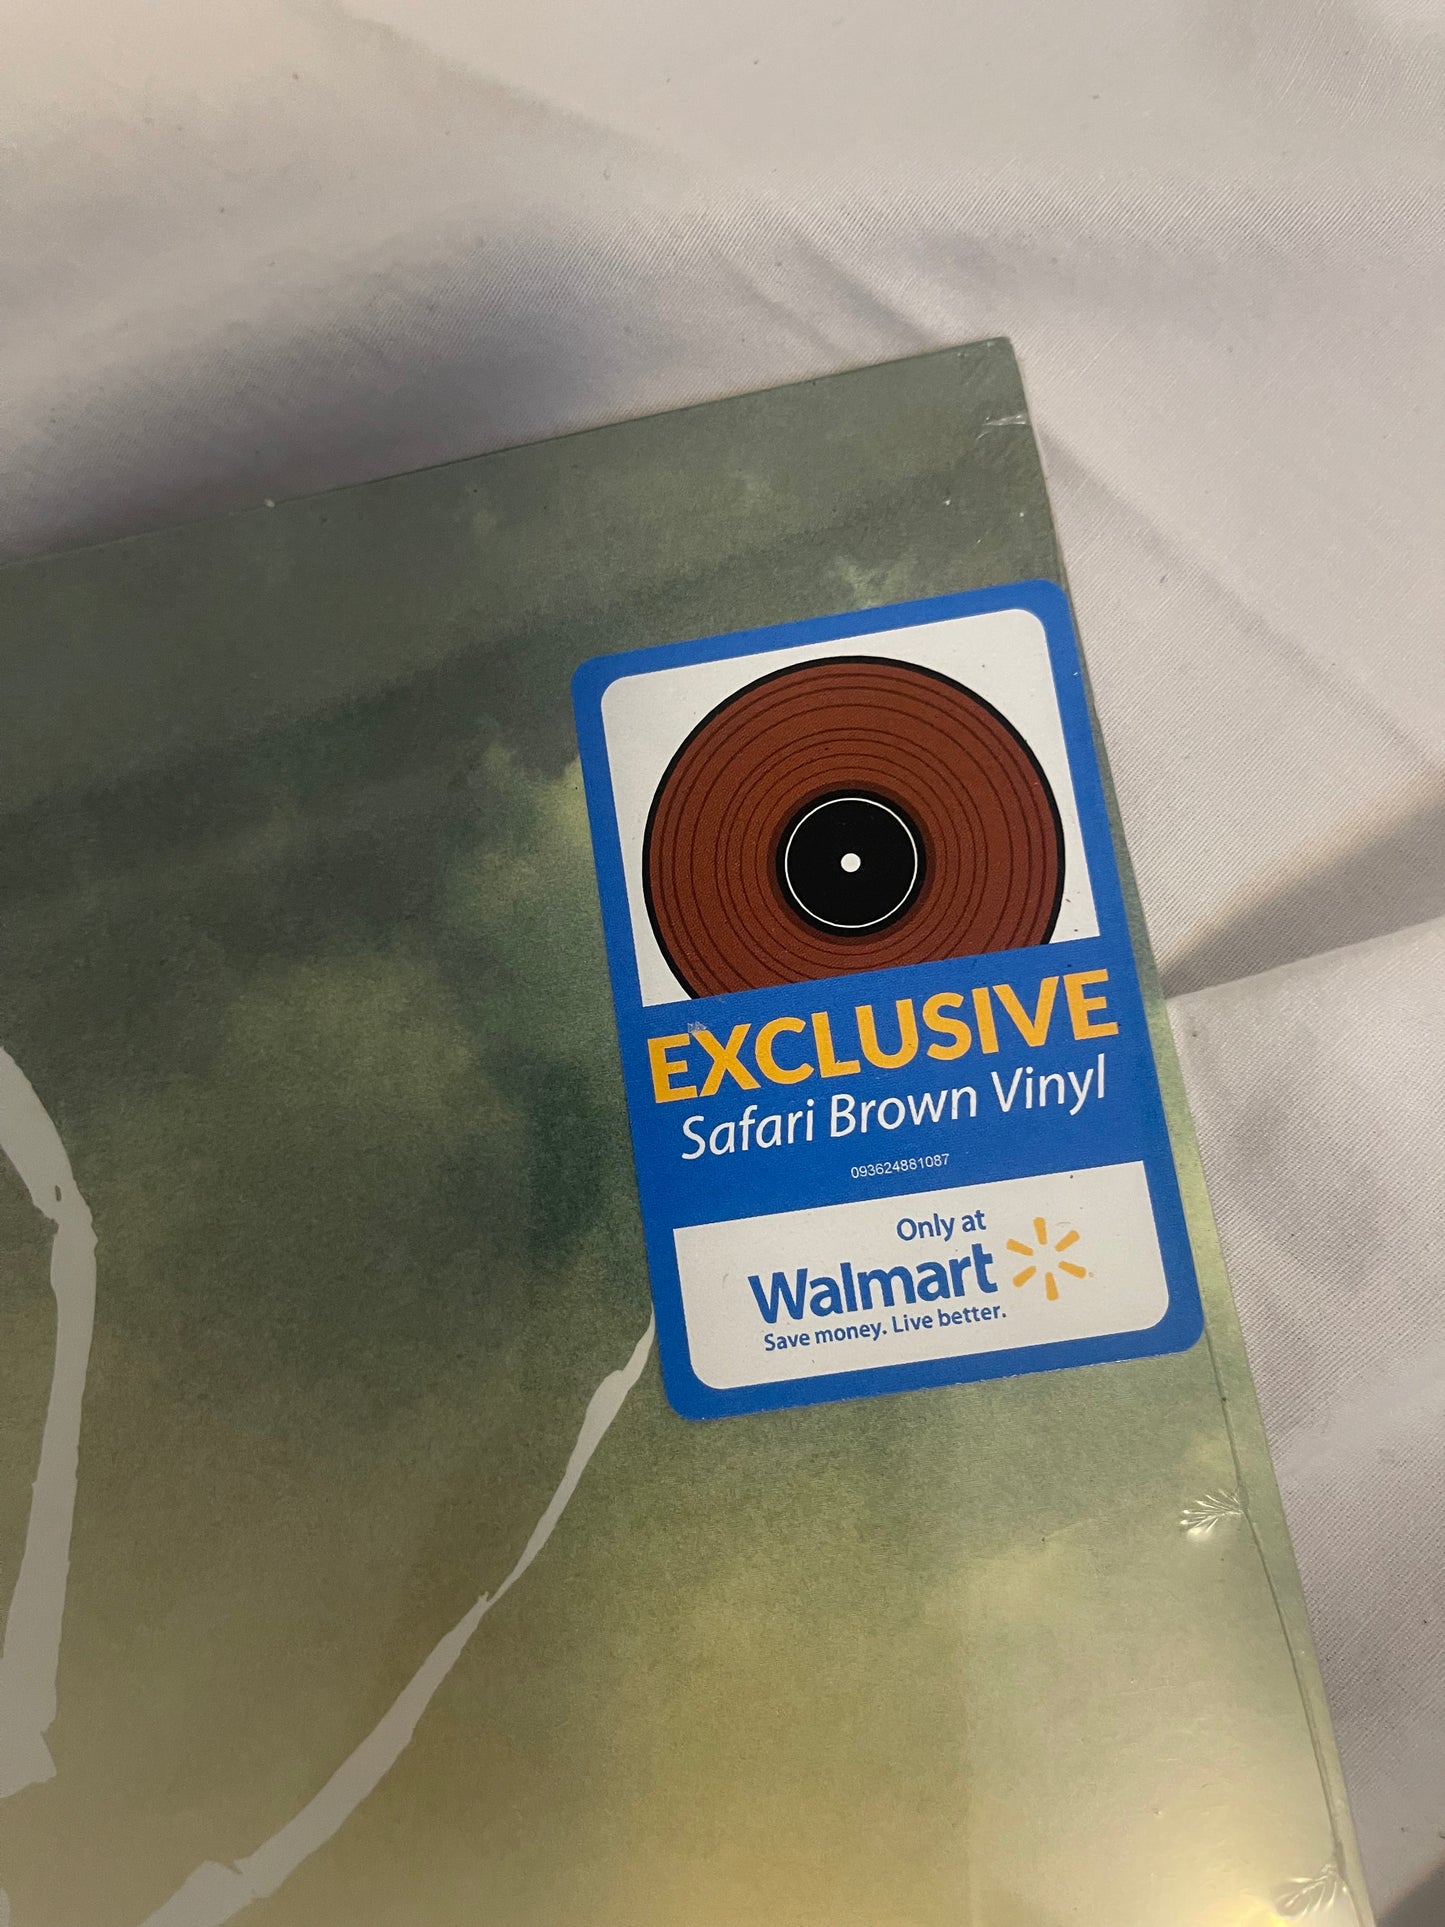 EXCLUSIVE
Safari Brown Vinyl
093624881087
Only at
Walmart
Save money. Live better.